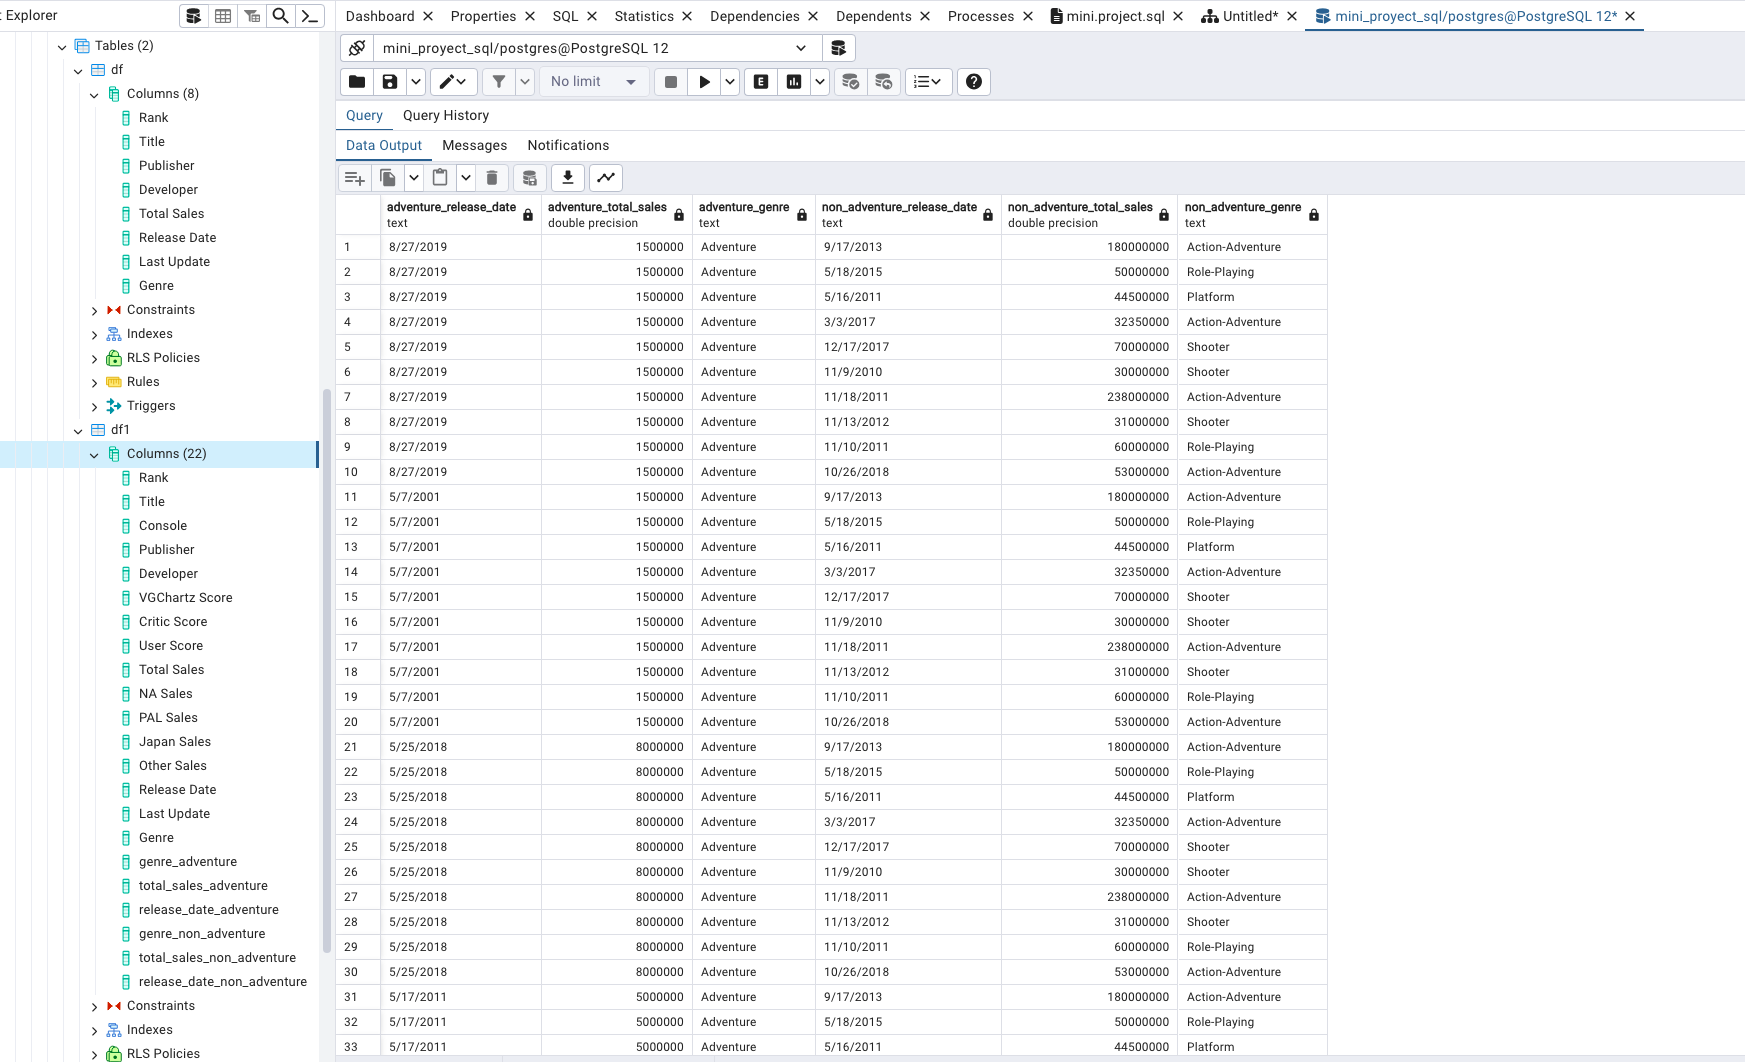 Explorer
Dashboard Properties SQL Statistics Dependencies Dependents Processes mini.project.sql Untitled* mini_proyect_sql/postgres@PostgreSQL 12*
mini_proyect_sql/postgres@PostgreSQL 12
No limit
E
Query Query History
Data Output Messages Notifications
Tables (2)
df
Columns (8)
Rank
Title
Publisher
Developer
Total Sales
Release Date
Last Update
Genre
Constraints
Indexes
RLS Policies
Rules
Triggers
df1
Columns (22)
Rank
Title
Console
Publisher
Developer
VGChartz Score
Critic Score
User Score
Total Sales
NA Sales
PAL Sales
Japan Sales
Other Sales
Release Date
Last Update
Genre
genre_adventure
total_sales_adventure
release_date_adventure
genre_non_adventure
total_sales_non_adventure
release_date_non_adventure
Constraints
Indexes
RLS Policies
adventure_release_date adventure_total_sales adventure_genre non_adventure_release_date non_adventure_total_sales non_adventure_genre
text double precision text text double precision text
1 8/27/2019 1500000 Adventure 9/17/2013 180000000 Action-Adventure
2 8/27/2019 1500000 Adventure 5/18/2015 50000000 Role-Playing
3 8/27/2019 1500000 Adventure 5/16/2011 44500000 Platform
4 8/27/2019 1500000 Adventure 3/3/2017 32350000 Action-Adventure
5 8/27/2019 1500000 Adventure 12/17/2017 70000000 Shooter
6 8/27/2019 1500000 Adventure 11/9/2010 30000000 Shooter
7 8/27/2019 1500000 Adventure 11/18/2011 238000000 Action-Adventure
8 8/27/2019 1500000 Adventure 11/13/2012 31000000 Shooter
9 8/27/2019 1500000 Adventure 11/10/2011 60000000 Role-Playing
10 8/27/2019 1500000 Adventure 10/26/2018 53000000 Action-Adventure
11 5/7/2001 1500000 Adventure 9/17/2013 180000000 Action-Adventure
12 5/7/2001 1500000 Adventure 5/18/2015 50000000 Role-Playing
13 5/7/2001 1500000 Adventure 5/16/2011 44500000 Platform
14 5/7/2001 1500000 Adventure 3/3/2017 32350000 Action-Adventure
15 5/7/2001 1500000 Adventure 12/17/2017 70000000 Shooter
16 5/7/2001 1500000 Adventure 11/9/2010 30000000 Shooter
17 5/7/2001 1500000 Adventure 11/18/2011 238000000 Action-Adventure
18 5/7/2001 1500000 Adventure 11/13/2012 31000000 Shooter
19 5/7/2001 1500000 Adventure 11/10/2011 60000000 Role-Playing
20 5/7/2001 1500000 Adventure 10/26/2018 53000000 Action-Adventure
21 5/25/2018 8000000 Adventure 9/17/2013 180000000 Action-Adventure
22 5/25/2018 8000000 Adventure 5/18/2015 50000000 Role-Playing
23 5/25/2018 8000000 Adventure 5/16/2011 44500000 Platform
24 5/25/2018 8000000 Adventure 3/3/2017 32350000 Action-Adventure
25 5/25/2018 8000000 Adventure 12/17/2017 70000000 Shooter
26 5/25/2018 8000000 Adventure 11/9/2010 30000000 Shooter
27 5/25/2018 8000000 Adventure 11/18/2011 238000000 Action-Adventure
28 5/25/2018 8000000 Adventure 11/13/2012 31000000 Shooter
29 5/25/2018 8000000 Adventure 11/10/2011 60000000 Role-Playing
30 5/25/2018 8000000 Adventure 10/26/2018 53000000 Action-Adventure
31 5/17/2011 5000000 Adventure 9/17/2013 180000000 Action-Adventure
32 5/17/2011 5000000 Adventure 5/18/2015 50000000 Role-Playing
33 5/17/2011 5000000 Adventure 5/16/2011 44500000 Platform